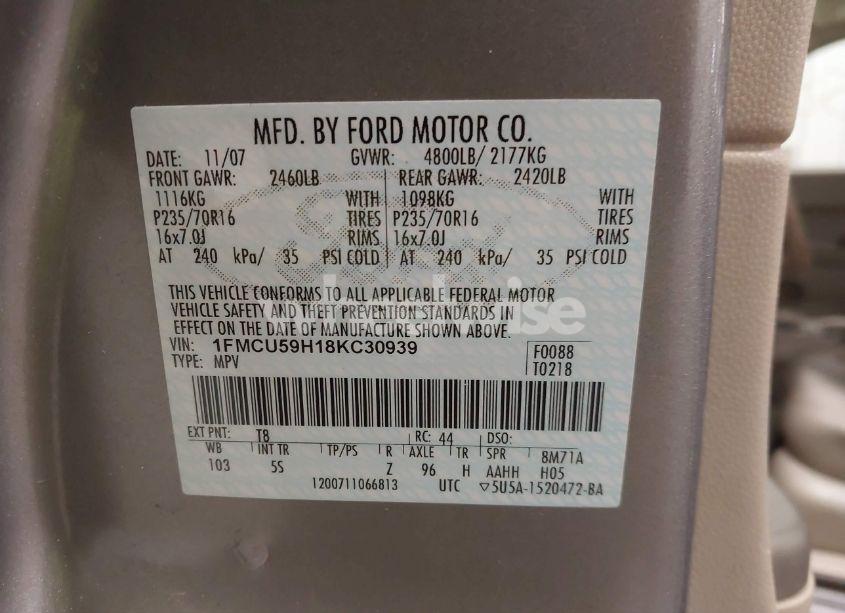 MFD. BY FORD MOTOR CO.
DATE: 11/07 GVWR: 4800LB/ 2177KG
FRONT GAWR: 2460LB REAR GAWR: 2420LB
1116KG WITH 1098KG WITH
P235/70R16 TIRES P235/70R16 TIRES
16x7.0J RIMS 16x7.0J RIMS
AT 240 kPa/ 35 PSI COLD AT 240 kPa/ 35 PSI COLD
THIS VEHICLE CONFORMS TO ALL APPLICABLE FEDERAL MOTOR
VEHICLE SAFETY AND THEFT PREVENTION STANDARDS IN
EFFECT ON THE DATE OF MANUFACTURE SHOWN ABOVE.
VIN: 1FMCU59H18KC30939 F0088
TYPE: MPV T0218
EXT PNT: T8 RC: 44 DSO:
WB INT TR TP/PS R AXLE TR SPR 8M71A
103 5S Z 96 H AAHH H05
1200711066813 UTC ▽5U5A-1520472-BA